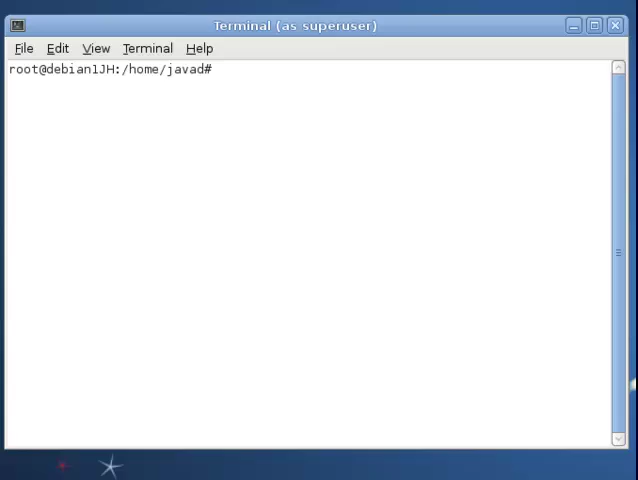 Terminal (as superuser)
File Edit View Terminal Help
root@debian1JH:/home/javad#